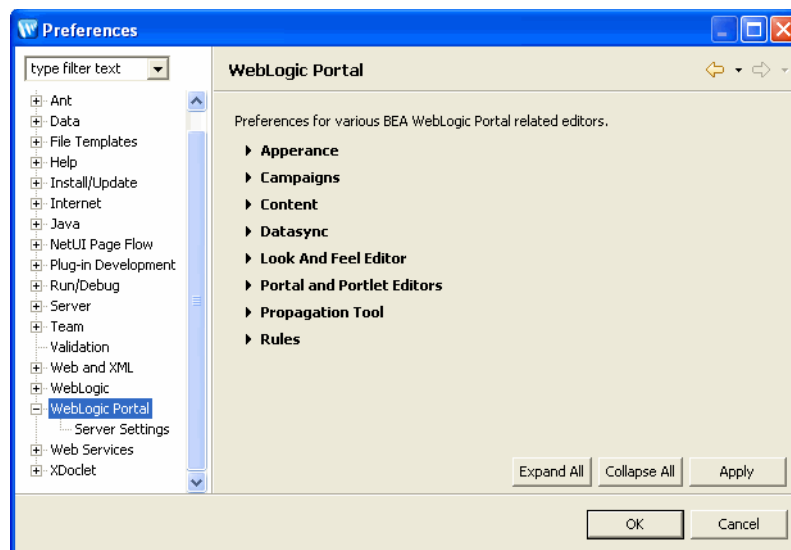 Preferences
type filter text
Ant
Data
File Templates
Help
Install/Update
Internet
Java
NetUI Page Flow
Plug-in Development
Run/Debug
Server
Team
Validation
Web and XML
WebLogic
WebLogic Portal
Server Settings
Web Services
XDoclet
WebLogic Portal
Preferences for various BEA WebLogic Portal related editors.
Apperance
Campaigns
Content
Datasync
Look And Feel Editor
Portal and Portlet Editors
Propagation Tool
Rules
Expand All Collapse All Apply
OK Cancel